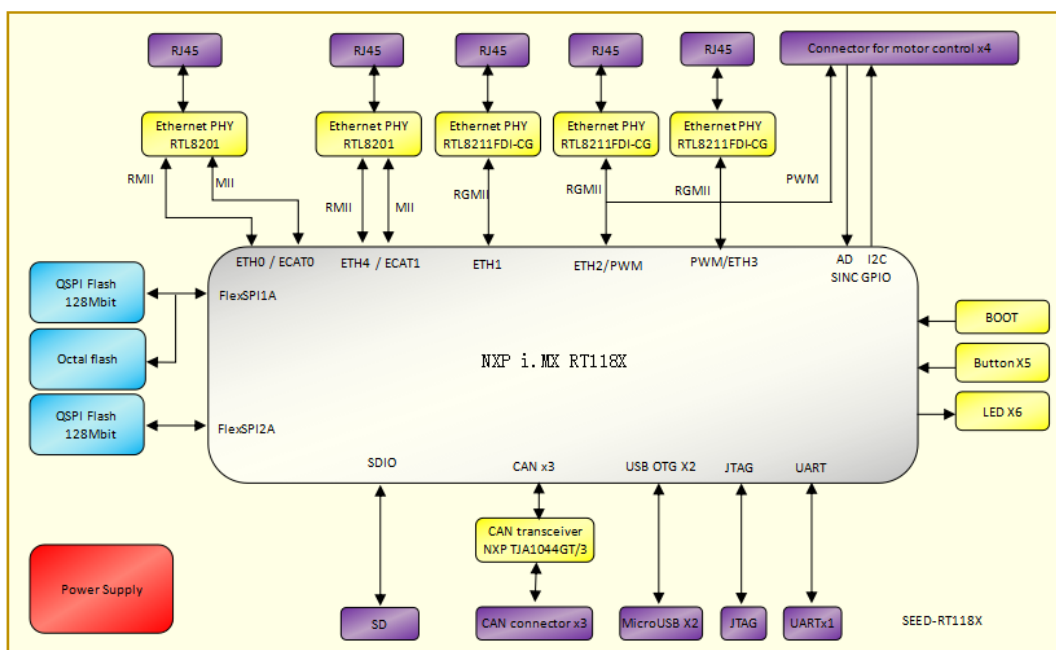 RJ45
RJ45
RJ45
RJ45
RJ45
Connector for motor control x4
Ethernet PHY
RTL8201
Ethernet PHY
RTL8201
Ethernet PHY
RTL8211FDI-CG
Ethernet PHY
RTL8211FDI-CG
Ethernet PHY
RTL8211FDI-CG
RMII
MII
RMII
MII
RGMII
RGMII
RGMII
PWM
ETH0 / ECAT0
ETH4 / ECAT1
ETH1
ETH2/PWM
PWM/ETH3
AD
SINC
I2C
GPIO
QSPI Flash
128Mbit
FlexSPI1A
Octal flash
QSPI Flash
128Mbit
FlexSPI2A
NXP i.MX RT118X
BOOT
Button X5
LED X6
SDIO
CAN x3
USB OTG X2
JTAG
UART
CAN transceiver
NXP TJA1044GT/3
Power Supply
SD
CAN connector x3
MicroUSB X2
JTAG
UARTx1
SEED-RT118X